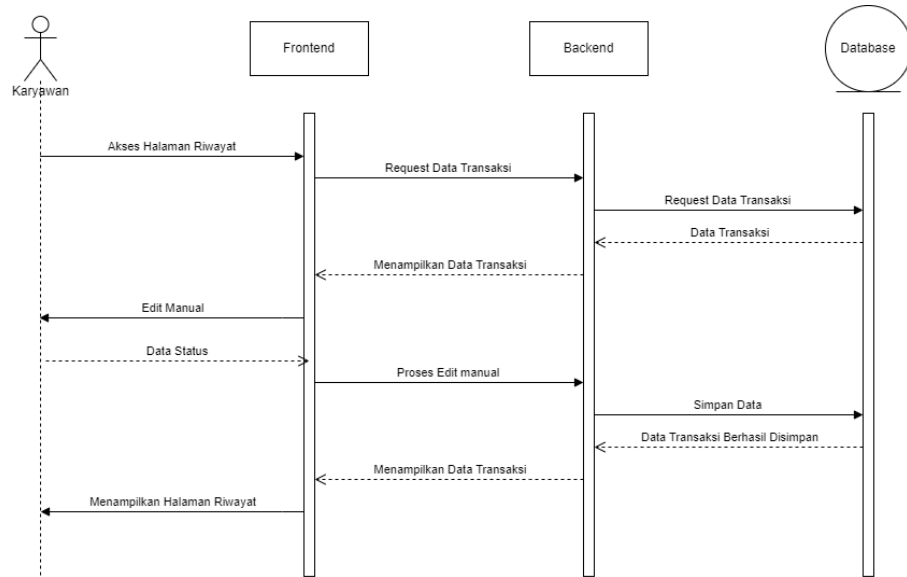 Frontend
Backend
Database
Karyawan
Akses Halaman Riwayat
Request Data Transaksi
Request Data Transaksi
Data Transaksi
Menampilkan Data Transaksi
Edit Manual
Data Status
Proses Edit manual
Simpan Data
Data Transaksi Berhasil Disimpan
Menampilkan Data Transaksi
Menampilkan Halaman Riwayat